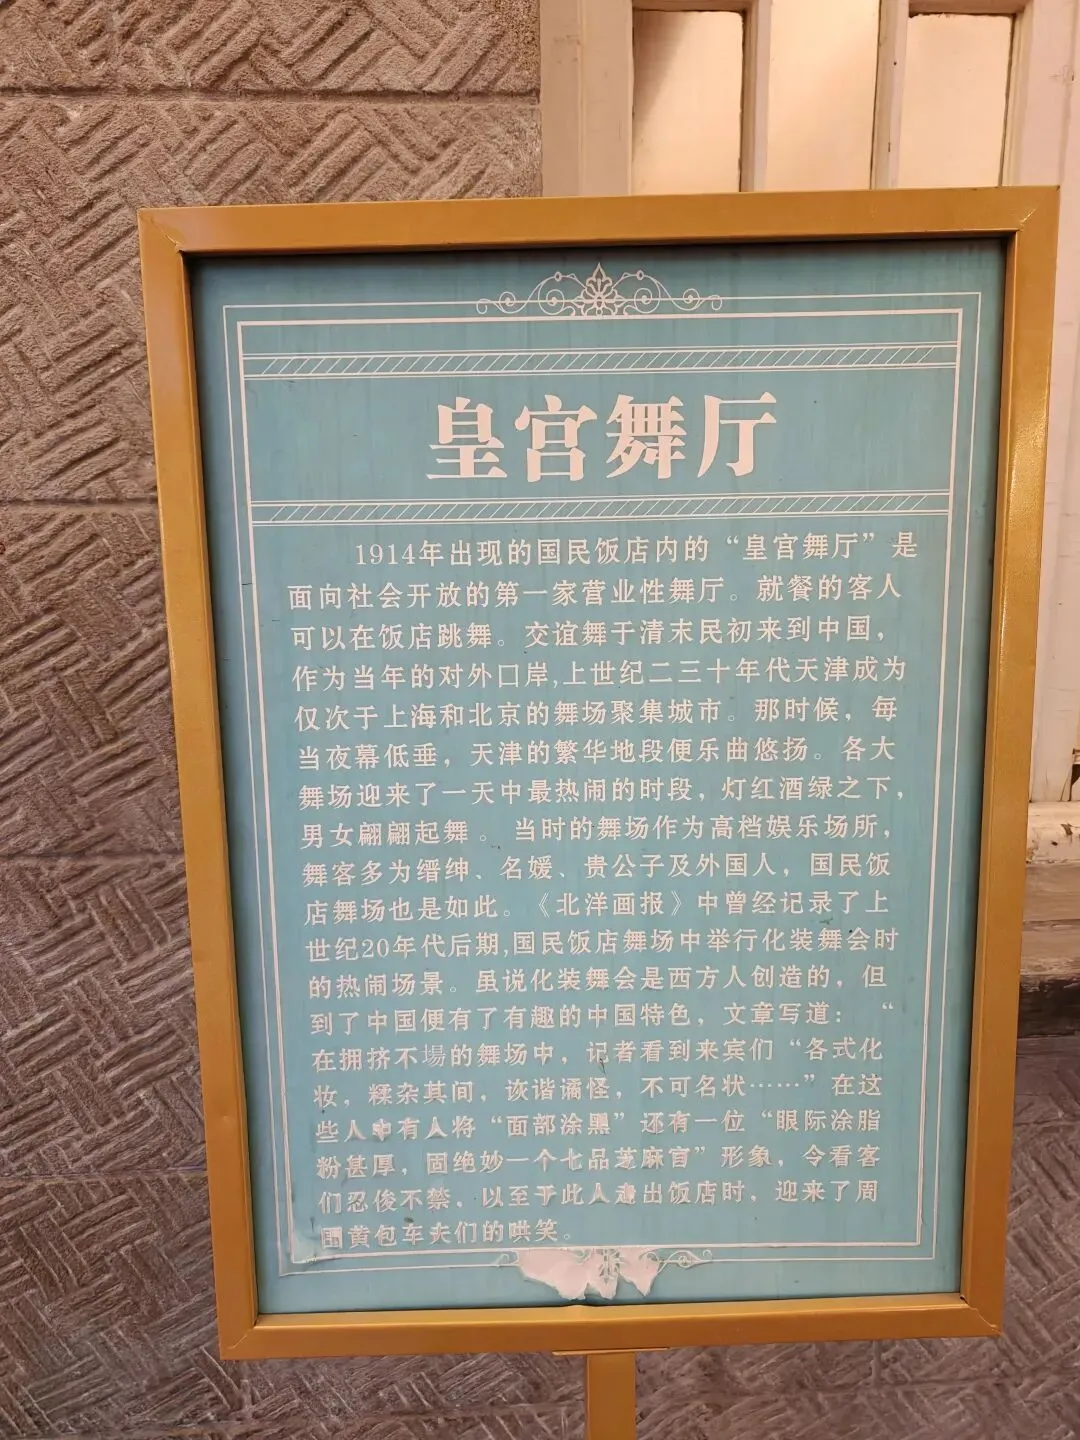 皇宫舞厅
1914年出现的国民饭店内的“皇宫舞厅”是
面向社会开放的第一家营业性舞厅。就餐的客人
可以在饭店跳舞。交谊舞于清末民初来到中国，
作为当年的对外口岸,上世纪二三十年代天津成为
仅次于上海和北京的舞场聚集城市。那时候，每
当夜幕低垂，天津的繁华地段便乐曲悠扬。各大
舞场迎来了一天中最热闹的时段，灯红酒绿之下，
男女翩翩起舞。当时的舞场作为高档娱乐场所，
舞客多为缙绅、名媛、贵公子及外国人，国民饭
店舞场也是如此。《北洋画报》中曾经记录了上
世纪20年代后期,国民饭店舞场中举行化装舞会时
的热闹场景。虽说化装舞会是西方人创造的，但
到了中国便有了有趣的中国特色，文章写道：“
在拥挤不場的舞场中，记者看到来宾们“各式化
妆，糅杂其间，诙谐谲怪，不可名状……”在这
些人中有人将“面部涂黑”还有一位“眼际涂脂
粉甚厚，固绝妙一个七品芝麻官”形象，令看客
们忍俊不禁，以至于此人走出饭店时，迎来了周
围黄包车夫们的哄笑。